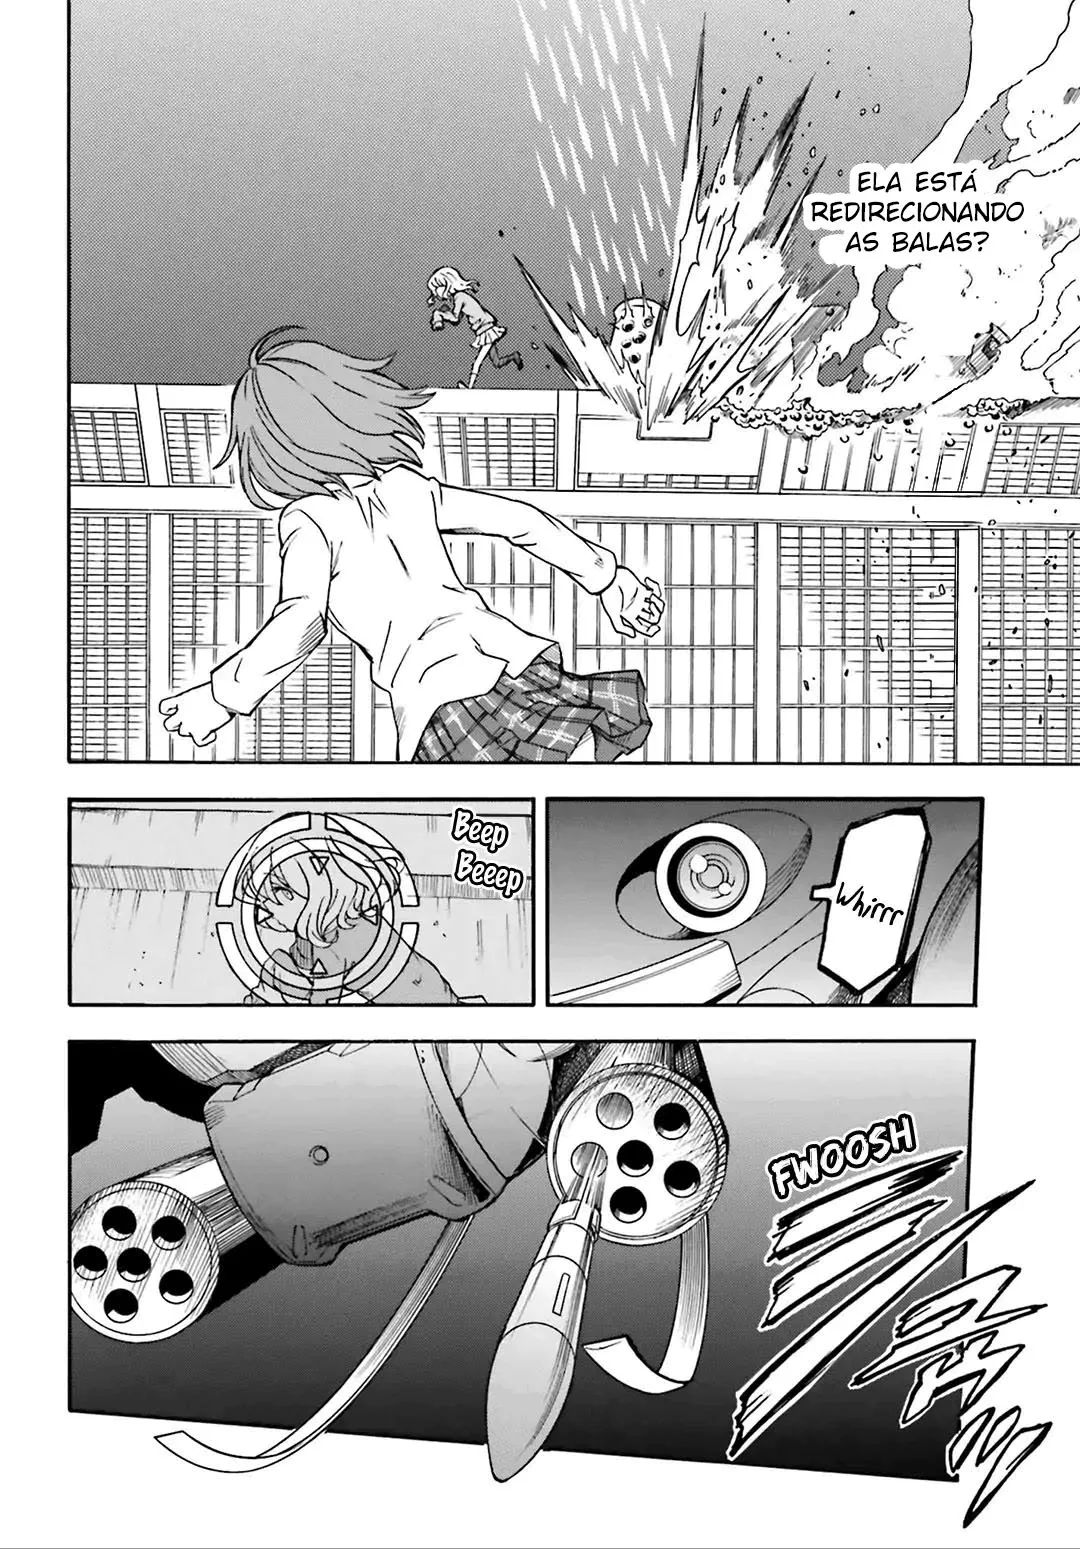 ELA ESTÁ
REDIRECIONANDO
AS BALAS?
Whirrr
Beep
Beeep
FWOOSH